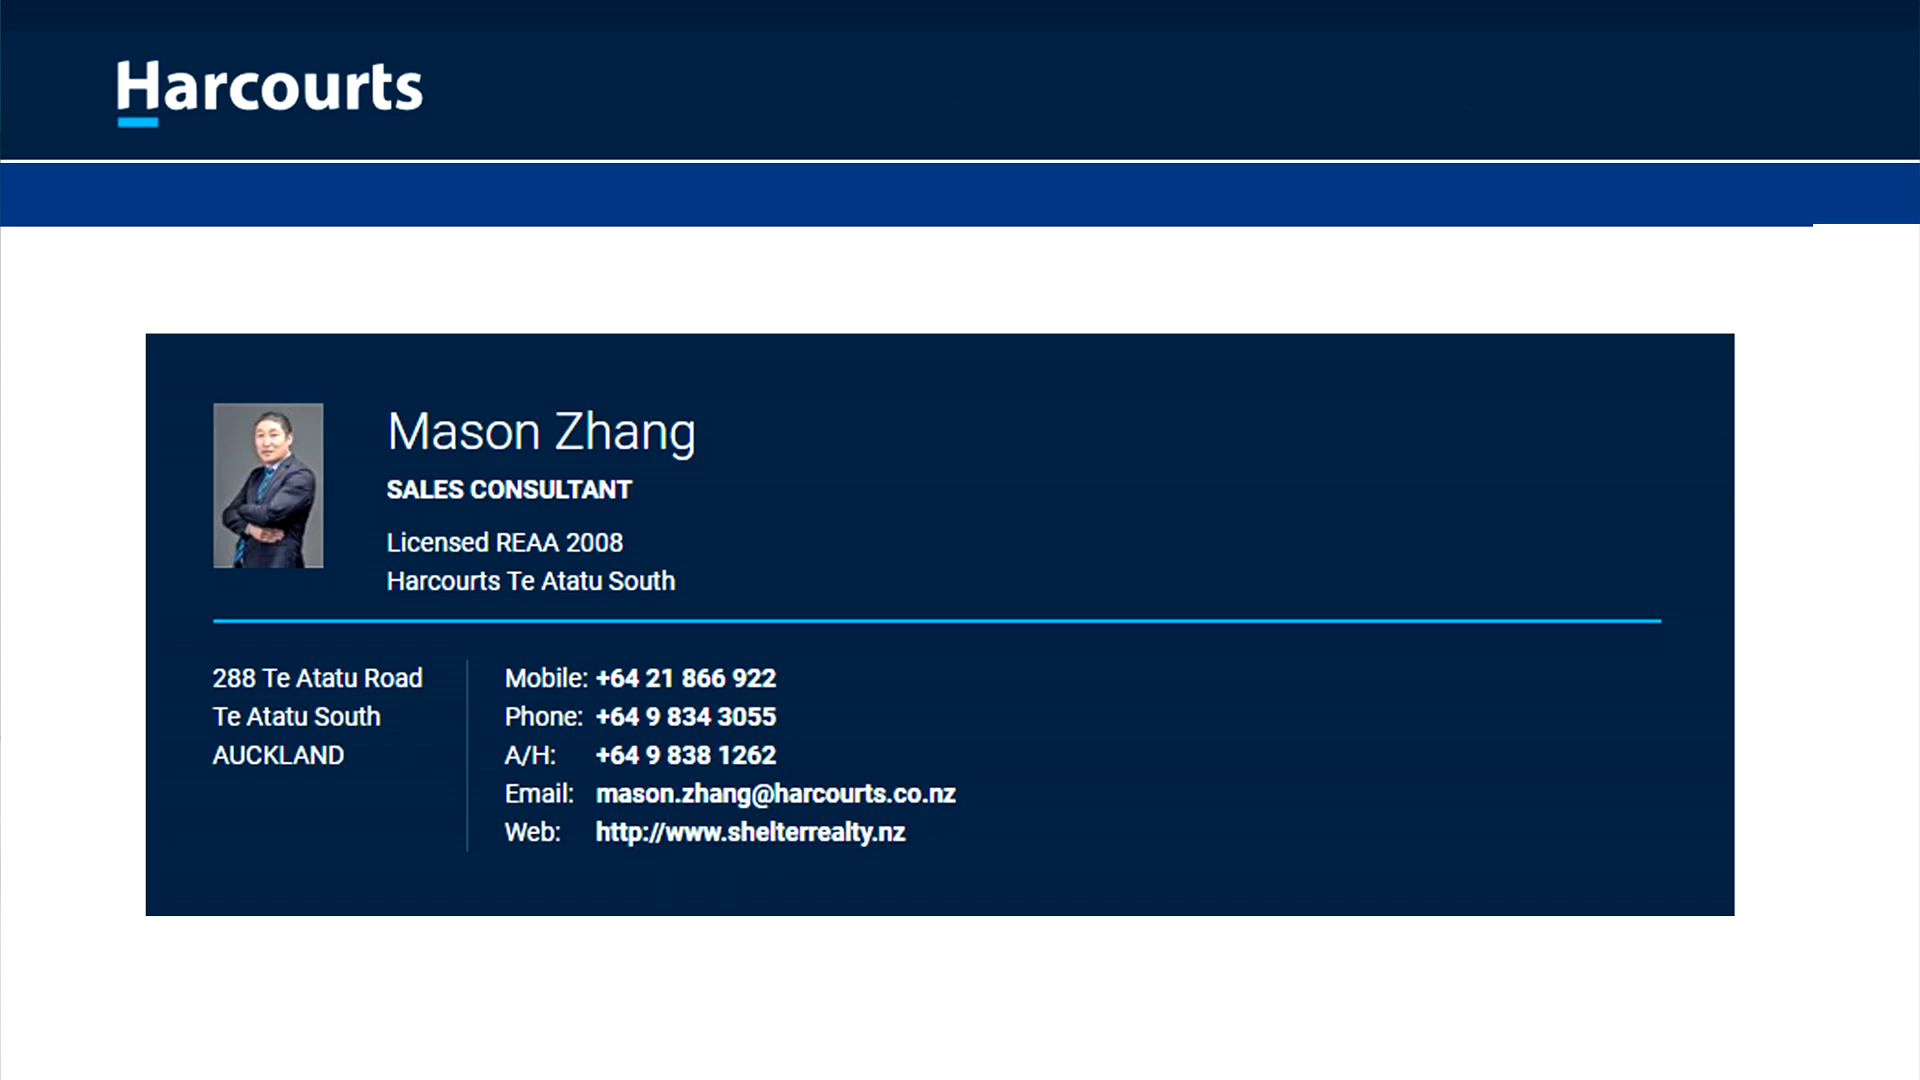 Harcourts
Mason Zhang
SALES CONSULTANT
Licensed REAA 2008
Harcourts Te Atatu South
288 Te Atatu Road
Te Atatu South
AUCKLAND
Mobile: +64 21 866 922
Phone: +64 9 834 3055
A/H: +64 9 838 1262
Email: mason.zhang@harcourts.co.nz
Web: http://www.shelterrealty.nz